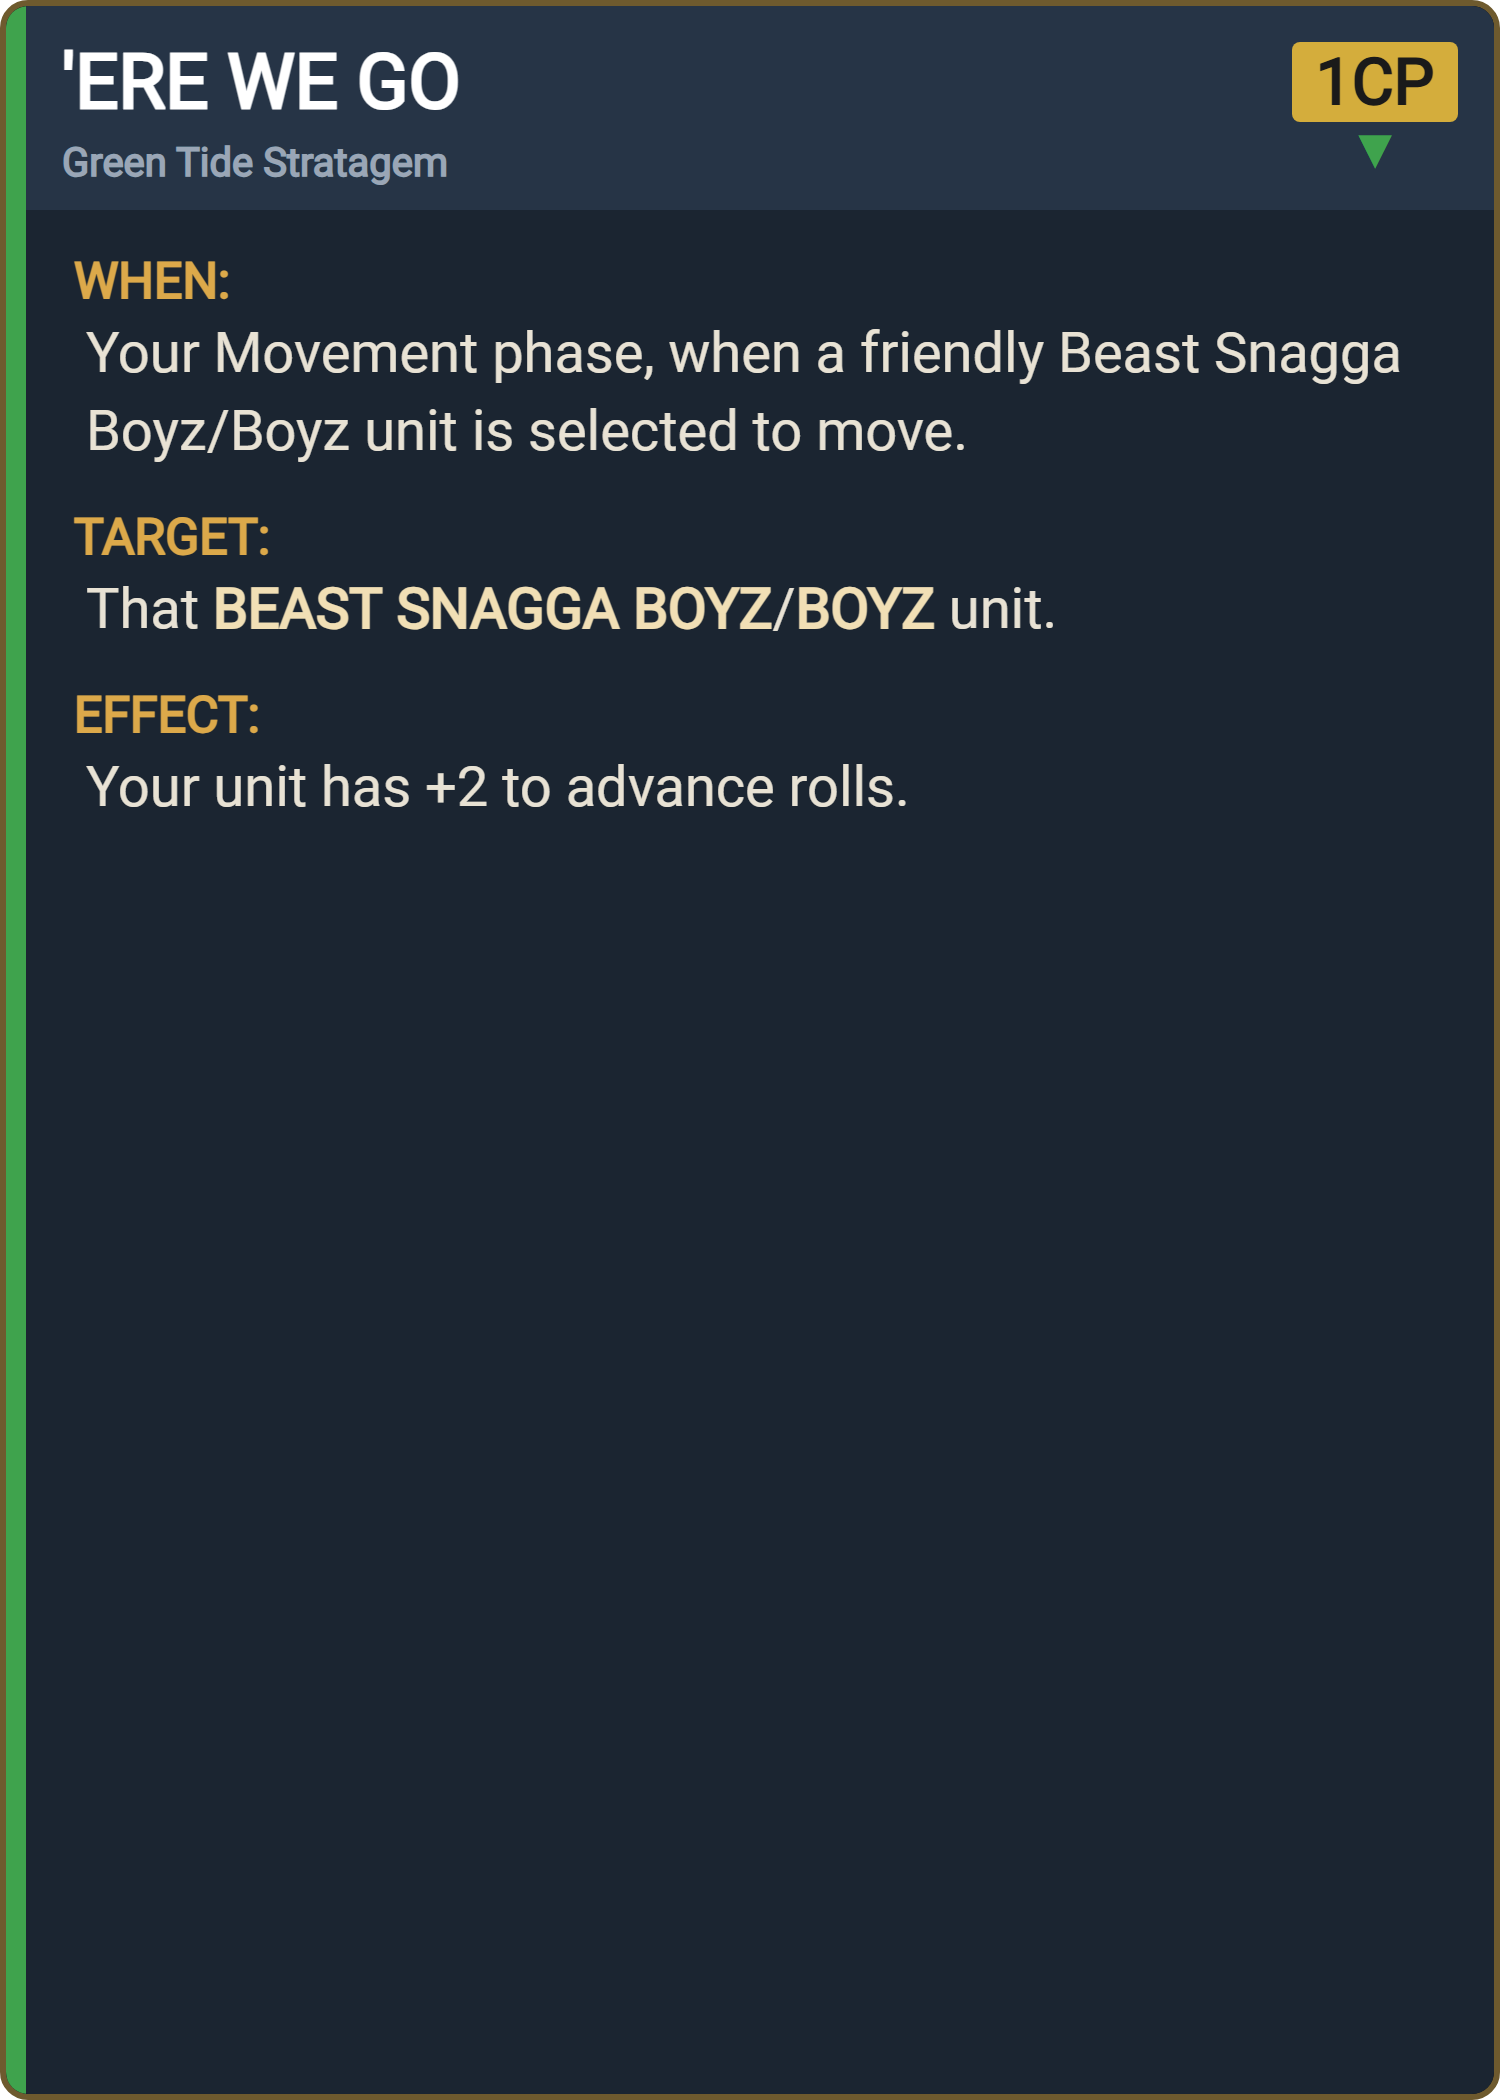 'ERE WE GO
1CP
Green Tide Stratagem
WHEN:
Your Movement phase, when a friendly Beast Snagga
Boyz/Boyz unit is selected to move.
TARGET:
That BEAST SNAGGA BOYZ/BOYZ unit.
EFFECT:
Your unit has +2 to advance rolls.